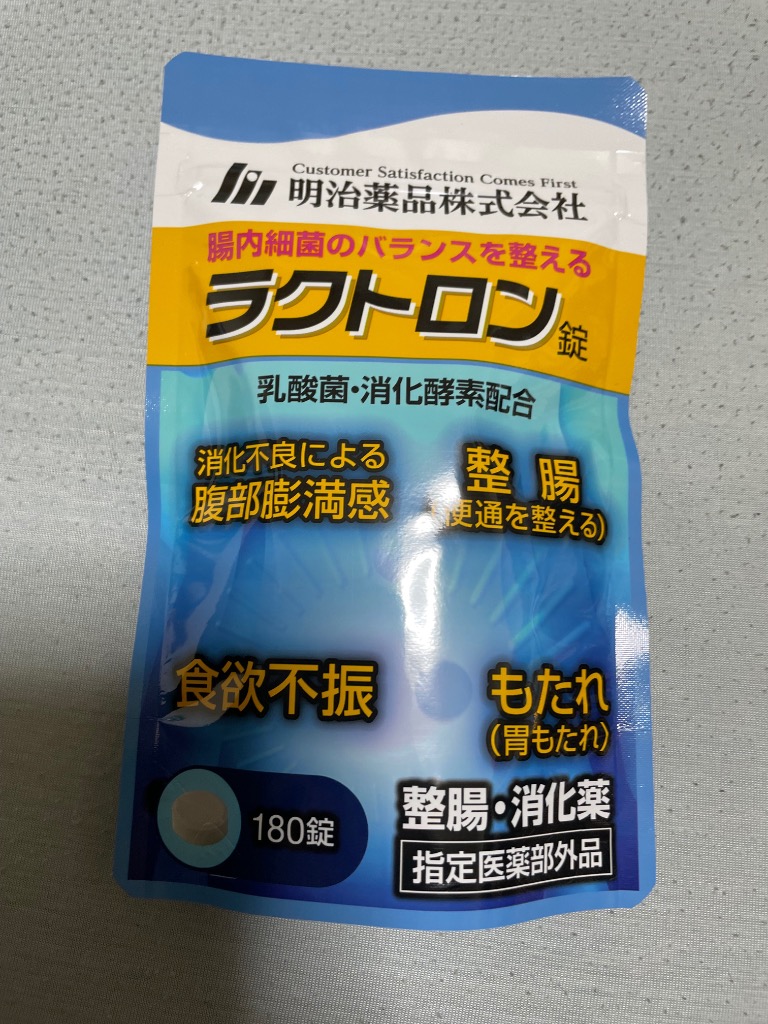 Customer Satisfaction Comes First
明治薬品株式会社
腸内細菌のバランスを整える
ラクトロン錠
乳酸菌・消化酵素配合
消化不良による
腹部膨満感
整腸
(便通を整える)
食欲不振
もたれ
(胃もたれ)
180錠
整腸・消化薬
指定医薬部外品